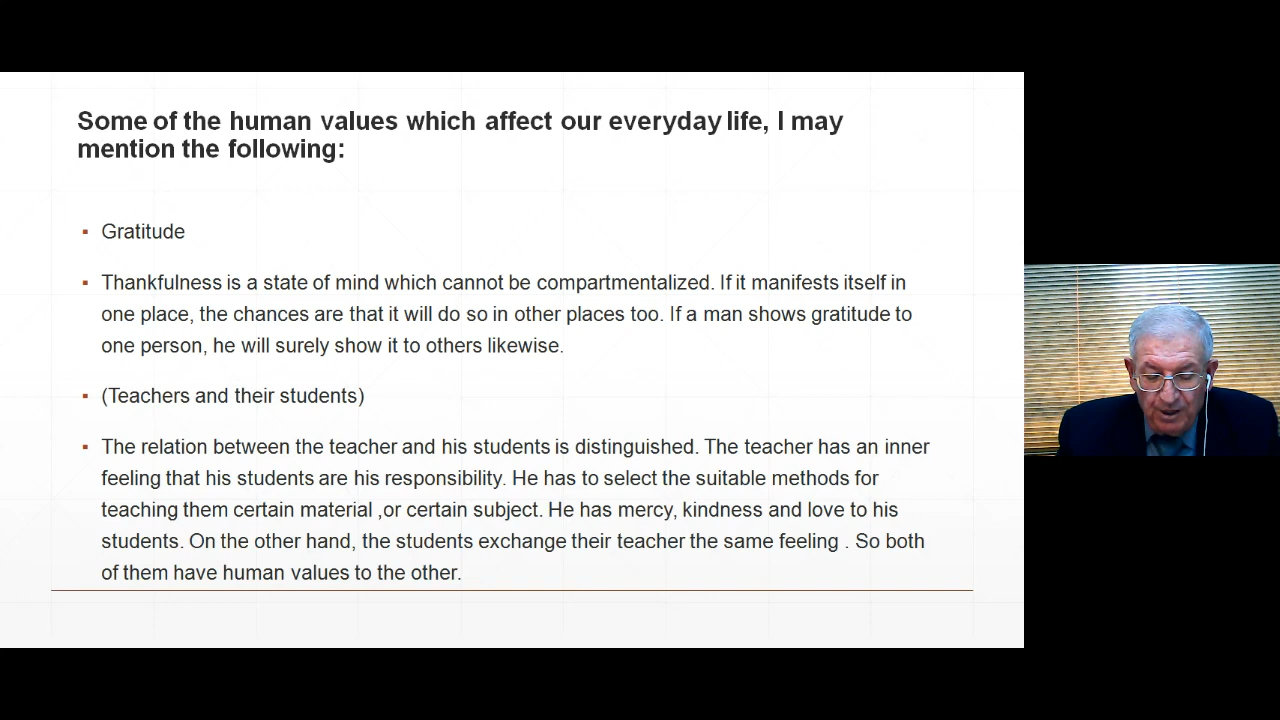 Some of the human values which affect our everyday life, I may
mention the following:
▪ Gratitude
▪ Thankfulness is a state of mind which cannot be compartmentalized. If it manifests itself in
one place, the chances are that it will do so in other places too. If a man shows gratitude to
one person, he will surely show it to others likewise.
▪ (Teachers and their students)
▪ The relation between the teacher and his students is distinguished. The teacher has an inner
feeling that his students are his responsibility. He has to select the suitable methods for
teaching them certain material ,or certain subject. He has mercy, kindness and love to his
students. On the other hand, the students exchange their teacher the same feeling . So both
of them have human values to the other.